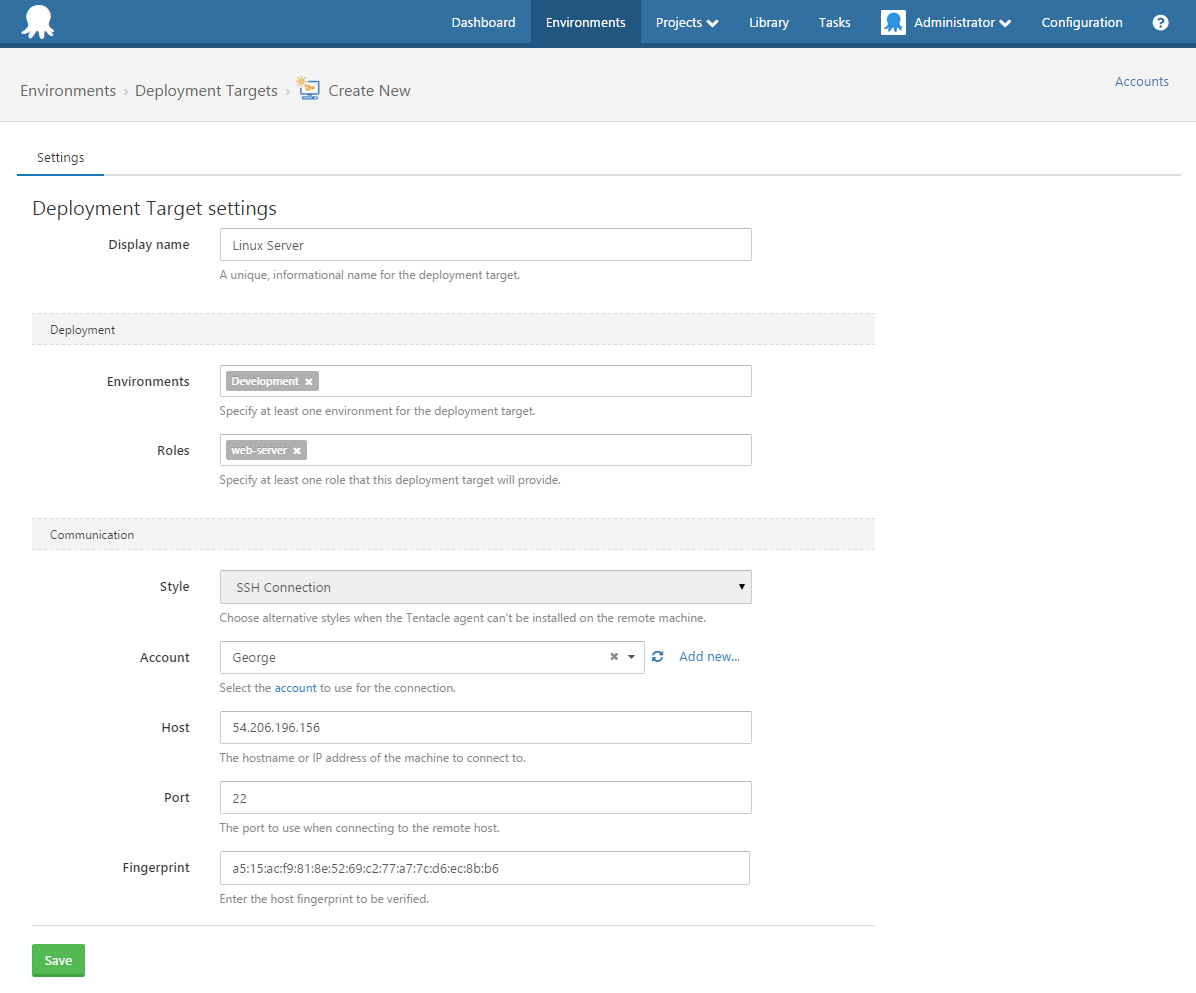 Dashboard Environments Projects Library Tasks Administrator Configuration ?
Environments › Deployment Targets › Create New
Accounts
Settings
Deployment Target settings
Display name Linux Server
A unique, informational name for the deployment target.
Deployment
Environments Development ×
Specify at least one environment for the deployment target.
Roles web-server ×
Specify at least one role that this deployment target will provide.
Communication
Style SSH Connection
Choose alternative styles when the Tentacle agent can't be installed on the remote machine.
Account George × Add new...
Select the account to use for the connection.
Host 54.206.196.156
The hostname or IP address of the machine to connect to.
Port 22
The port to use when connecting to the remote host.
Fingerprint a5:15:ac:f9:81:8e:52:69:c2:77:a7:7c:d6:ec:8b:b6
Enter the host fingerprint to be verified.
Save